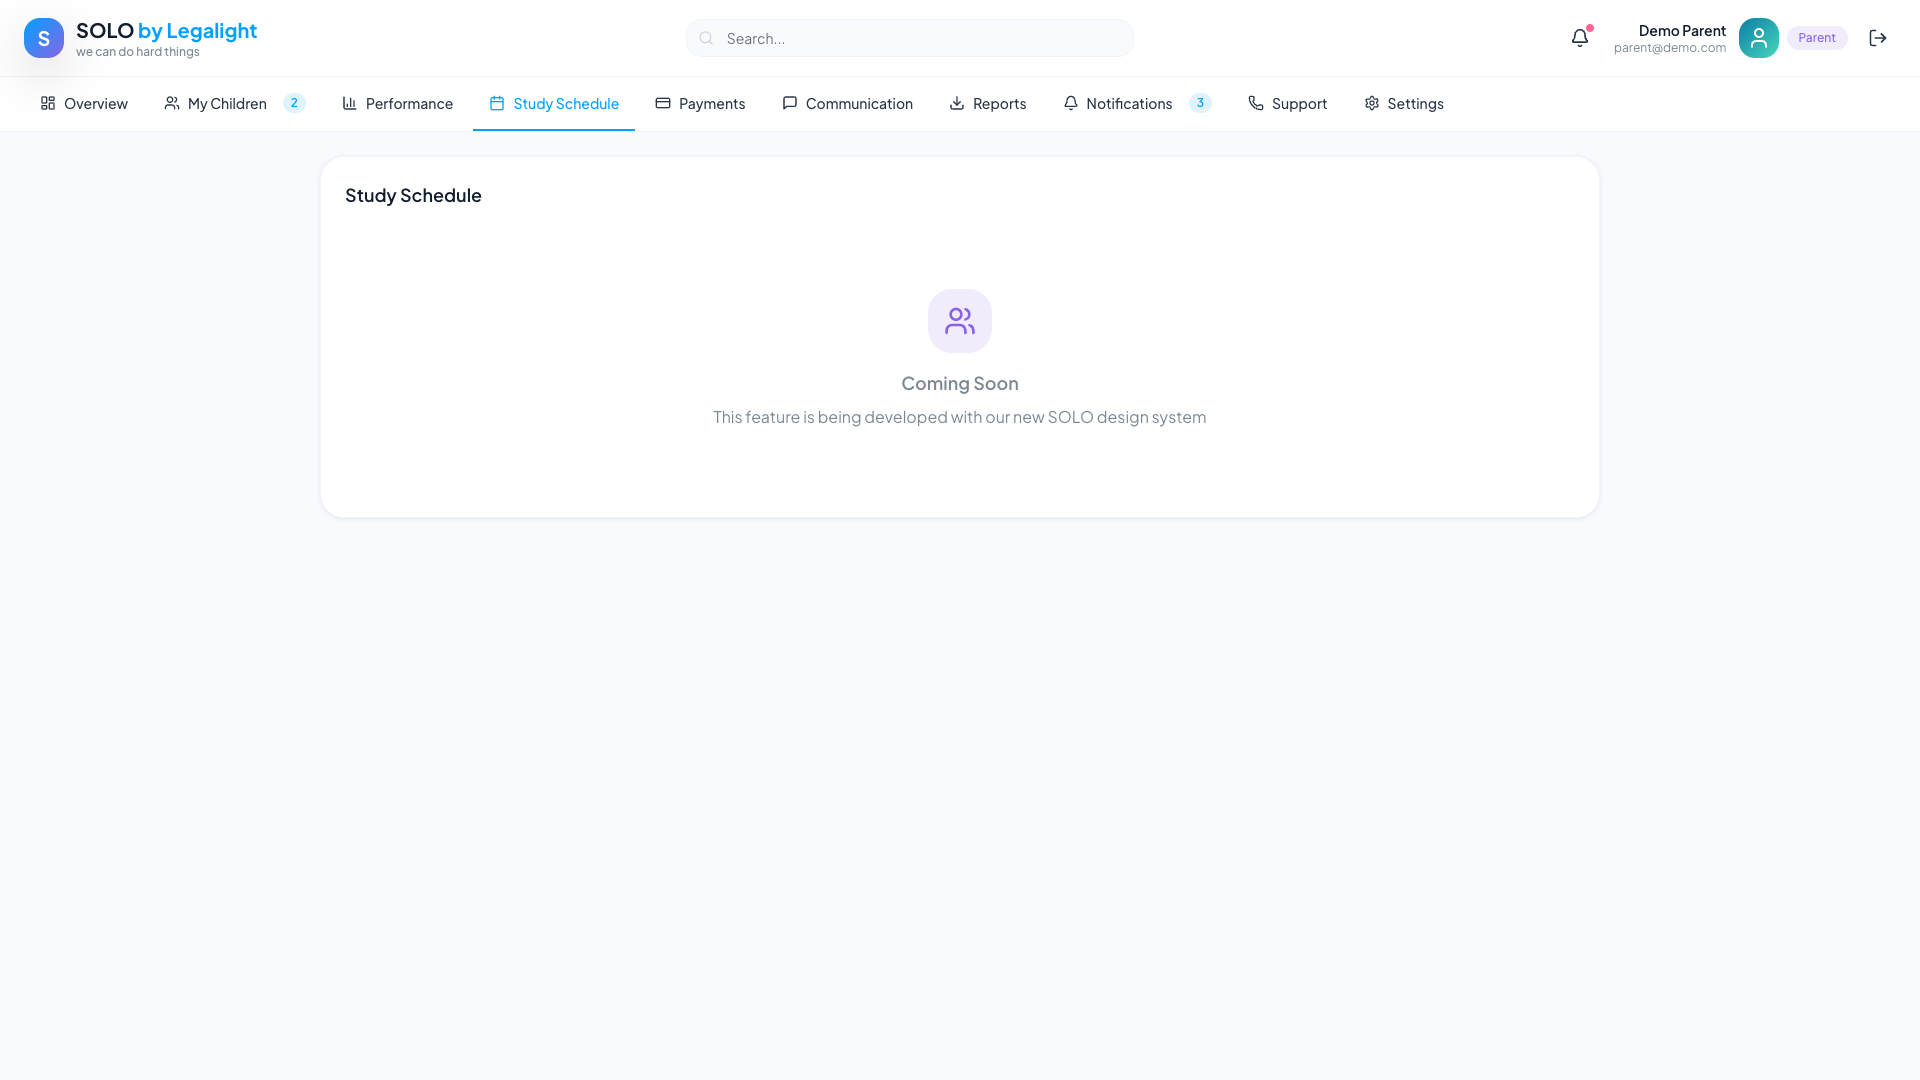 S
SOLO by Legalight
we can do hard things
Search...
Demo Parent
parent@demo.com
Parent
Overview
My Children 2
Performance
Study Schedule
Payments
Communication
Reports
Notifications 3
Support
Settings
Study Schedule
Coming Soon
This feature is being developed with our new SOLO design system